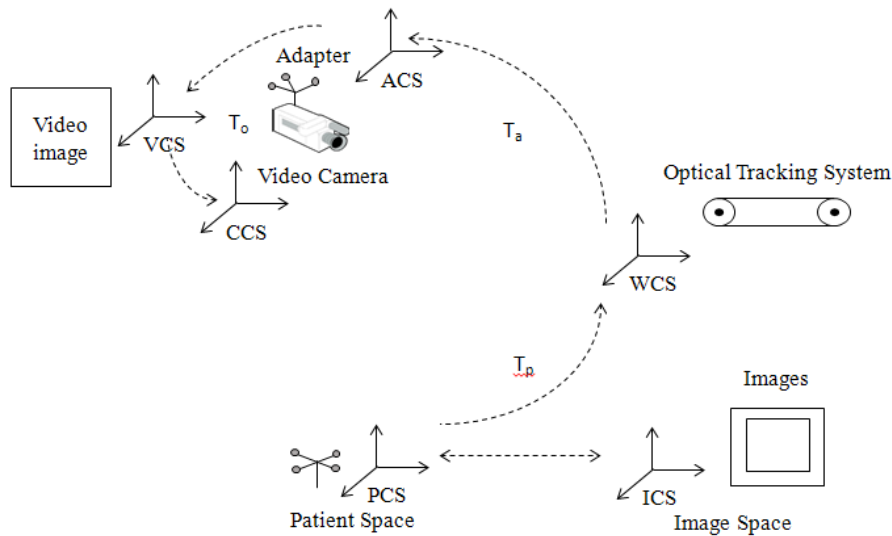 Adapter
ACS
Video
image
VCS
To
Video Camera
CCS
Ta
Optical Tracking System
WCS
Tp
Images
PCS
Patient Space
ICS
Image Space